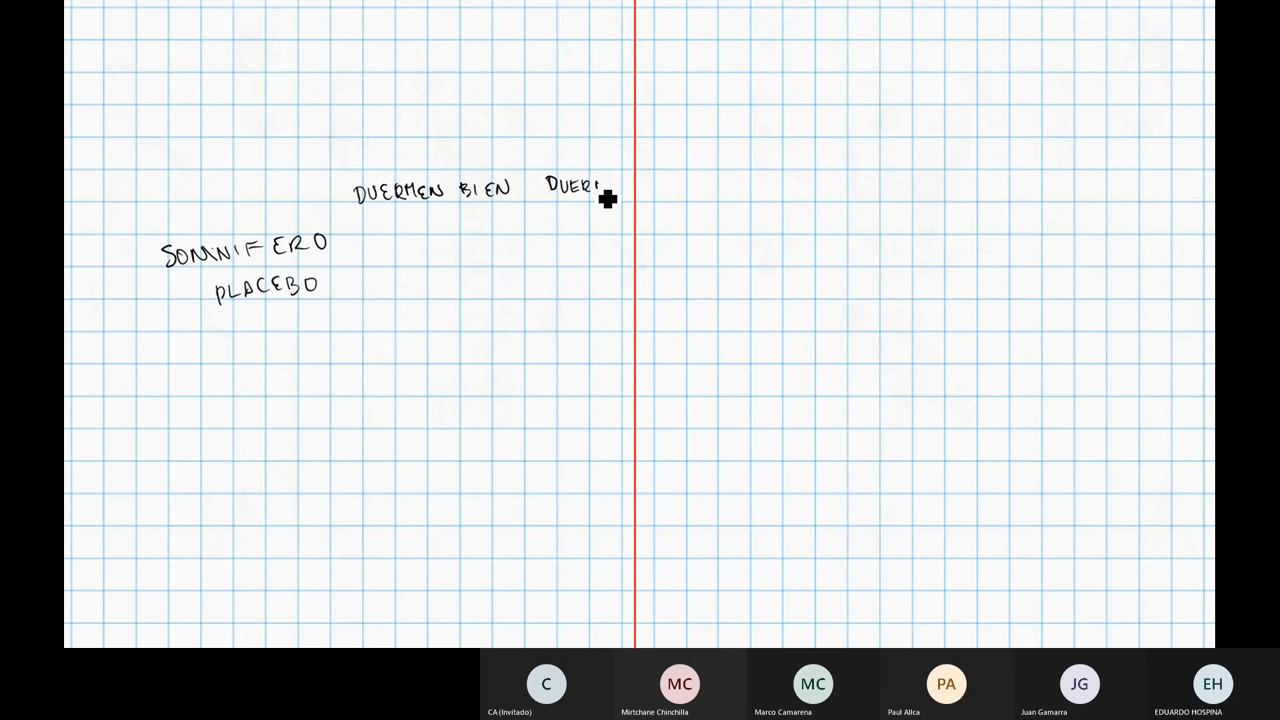 DUERMEN BIEN DUER
SOMNIFERO
PLACEBO
C MC MC PA JG EH
CA (Invitado) Mirtchane Chinchilla Marco Camarena Paul Allca Juan Gamarra EDUARDO HOSPINA